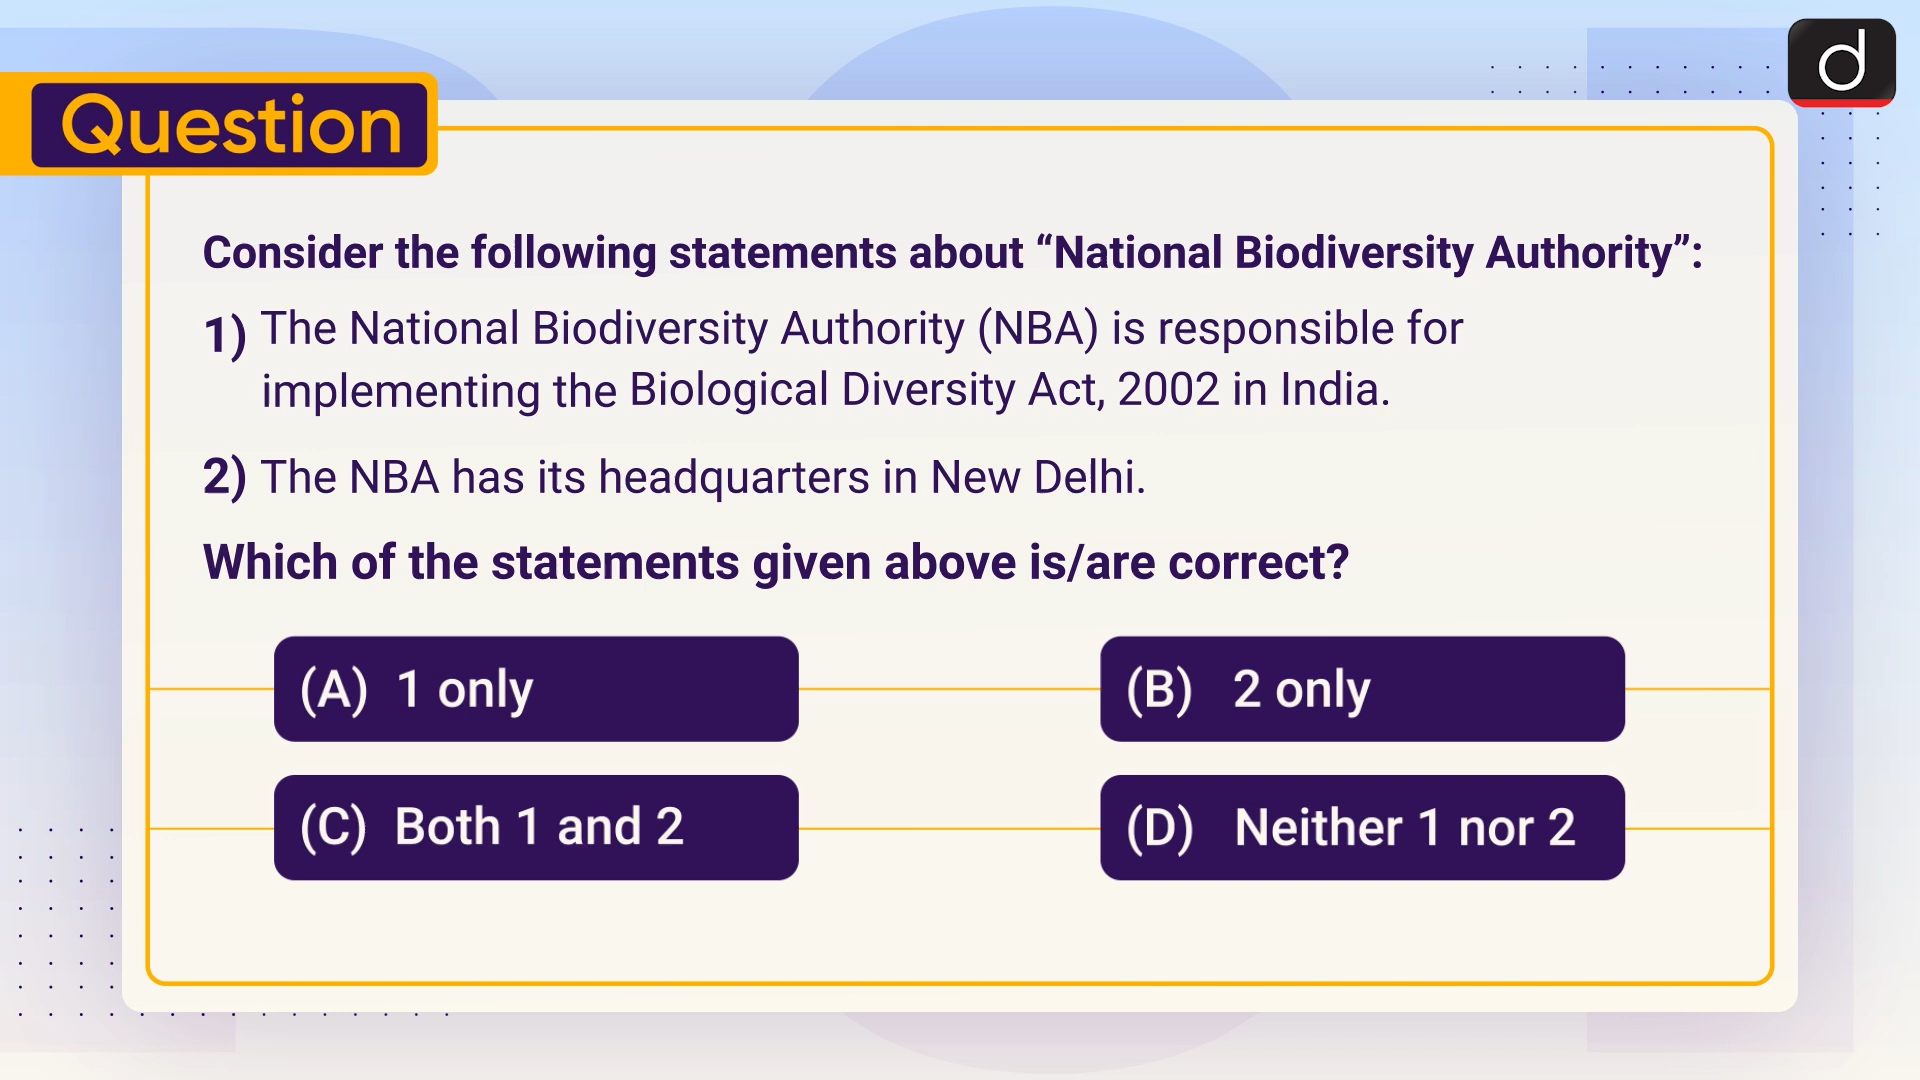 Question
Consider the following statements about “National Biodiversity Authority”:
1) The National Biodiversity Authority (NBA) is responsible for
implementing the Biological Diversity Act, 2002 in India.
2) The NBA has its headquarters in New Delhi.
Which of the statements given above is/are correct?
(A) 1 only
(B) 2 only
(C) Both 1 and 2
(D) Neither 1 nor 2
d